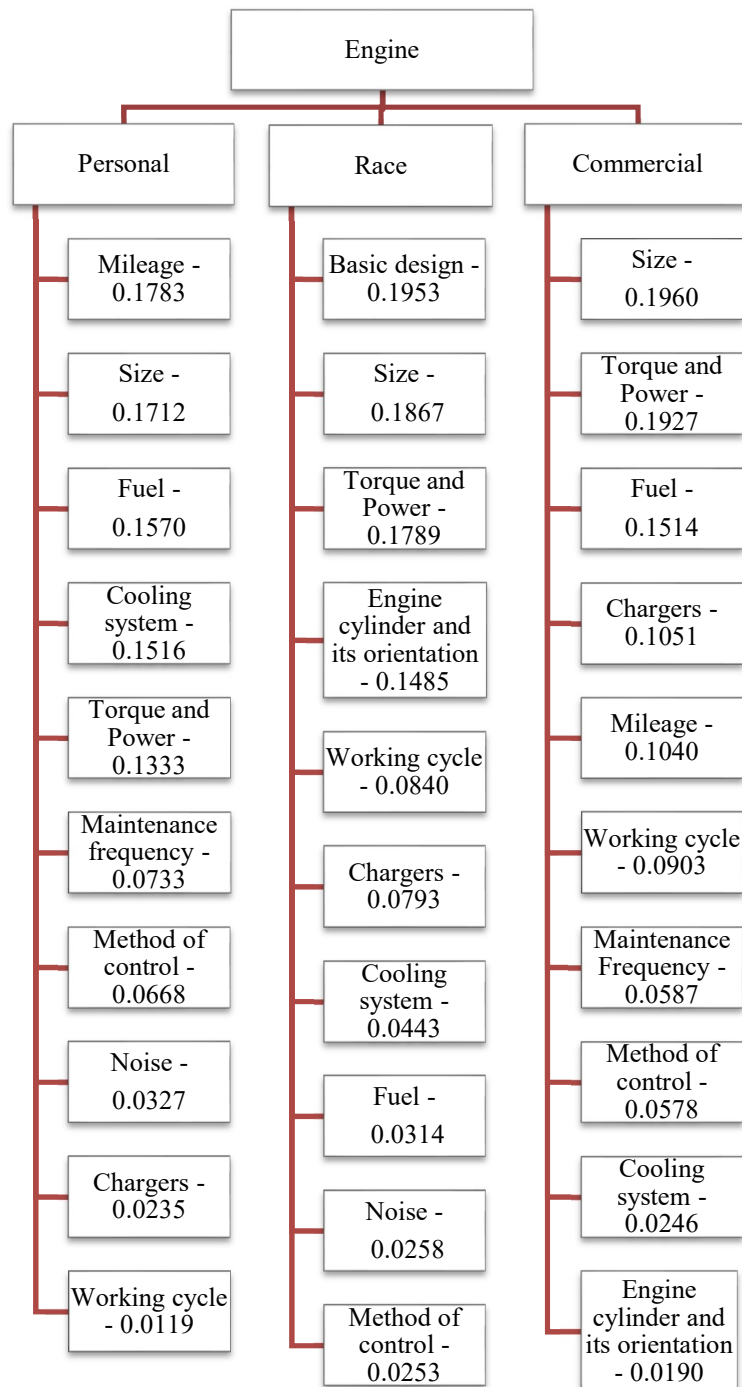 Engine
Personal
Race
Commercial
Mileage -
0.1783
Size -
0.1712
Fuel -
0.1570
Cooling
system -
0.1516
Torque and
Power -
0.1333
Maintenance
frequency -
0.0733
Method of
control -
0.0668
Noise -
0.0327
Chargers -
0.0235
Working cycle
- 0.0119
Basic design -
0.1953
Size -
0.1867
Torque and
Power -
0.1789
Engine
cylinder and
its orientation
- 0.1485
Working cycle
- 0.0840
Chargers -
0.0793
Cooling
system -
0.0443
Fuel -
0.0314
Noise -
0.0258
Method of
control -
0.0253
Size -
0.1960
Torque and
Power -
0.1927
Fuel -
0.1514
Chargers -
0.1051
Mileage -
0.1040
Working cycle
- 0.0903
Maintenance
Frequency -
0.0587
Method of
control -
0.0578
Cooling
system -
0.0246
Engine
cylinder and
its orientation
- 0.0190